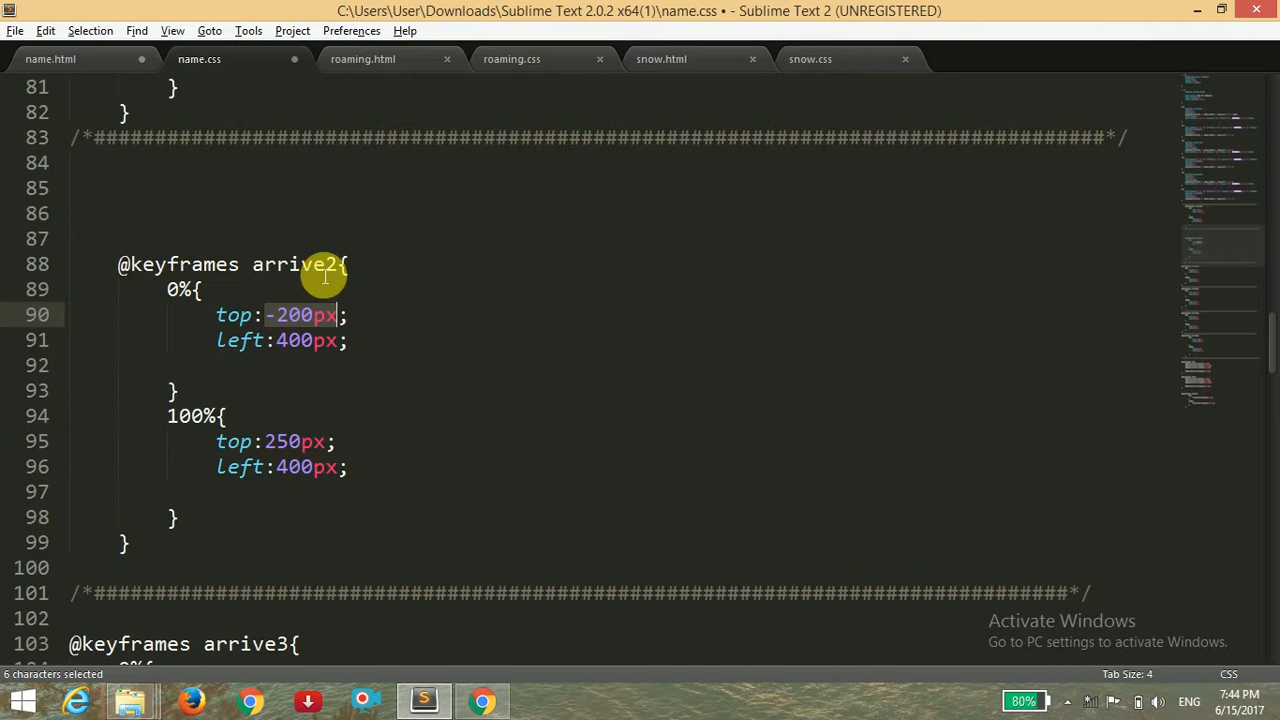 C:\Users\User\Downloads\Sublime Text 2.0.2 x64(1)\name.css • - Sublime Text 2 (UNREGISTERED)
File Edit Selection Find View Goto Tools Project Preferences Help
name.html name.css roaming.html roaming.css snow.html snow.css
81 }
82 }
83 /*###################################################################################*/
84
85
86
87
88 @keyframes arrive2{
89 0%{
90 top:-200px;
91 left:400px;
92
93 }
94 100%{
95 top:250px;
96 left:400px;
97
98 }
99 }
100
101 /*################################################################################*/
102
103 @keyframes arrive3{
Activate Windows
Go to PC settings to activate Windows.
6 characters selected Tab Size: 4 CSS
80% ENG 7:44 PM
6/15/2017